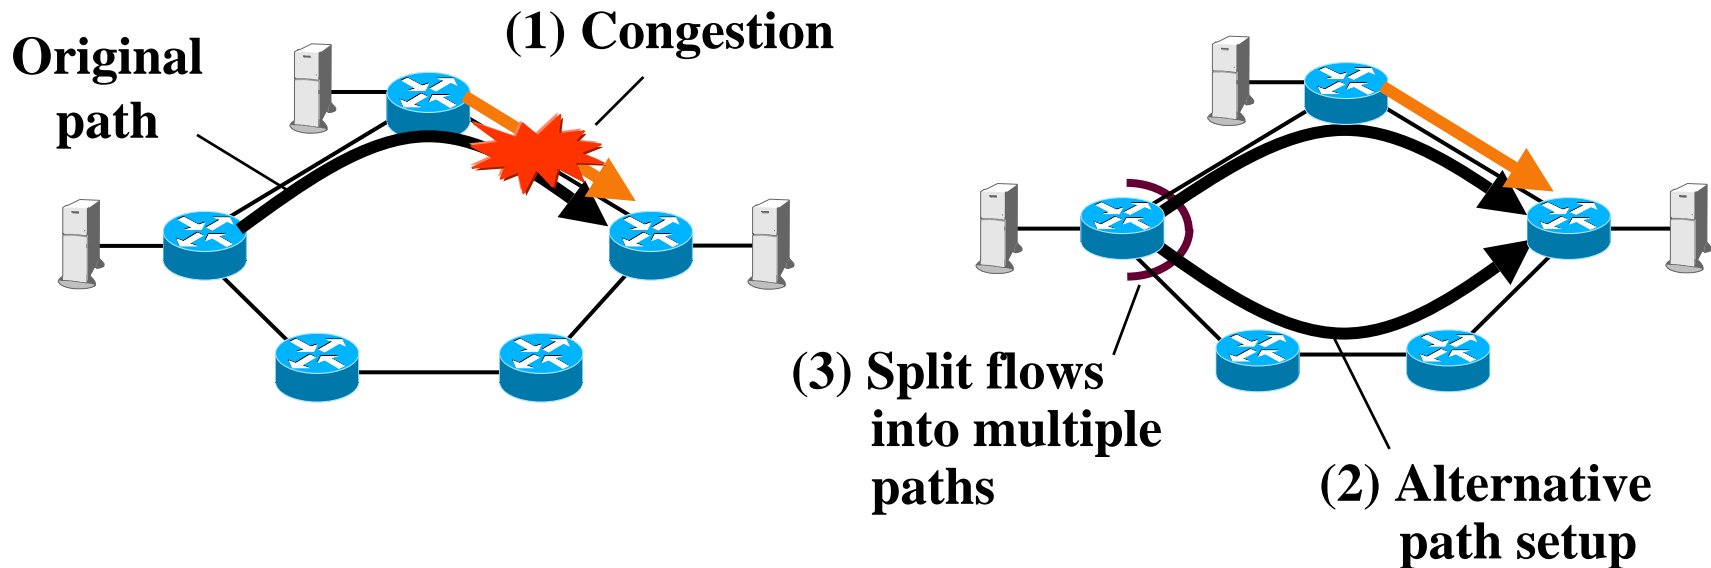 Original
path
(1) Congestion
(3) Split flows
into multiple
paths
(2) Alternative
path setup